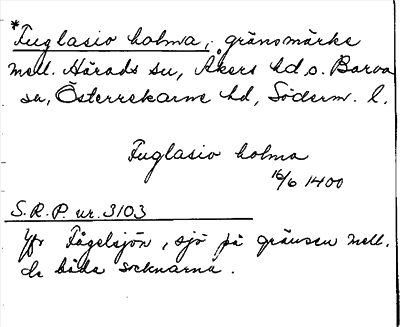 *Fuglasio holma, gränsmärke
mell. Härads sn, Åkers hd o. Barva
sn, Österrekarne hd, Söderm. l.
Fuglasio holma
16/6 1400
S.R.P. nr. 3103
Jfr Fågelsjön, sjö på gränsen mell.
de båda socknarna.